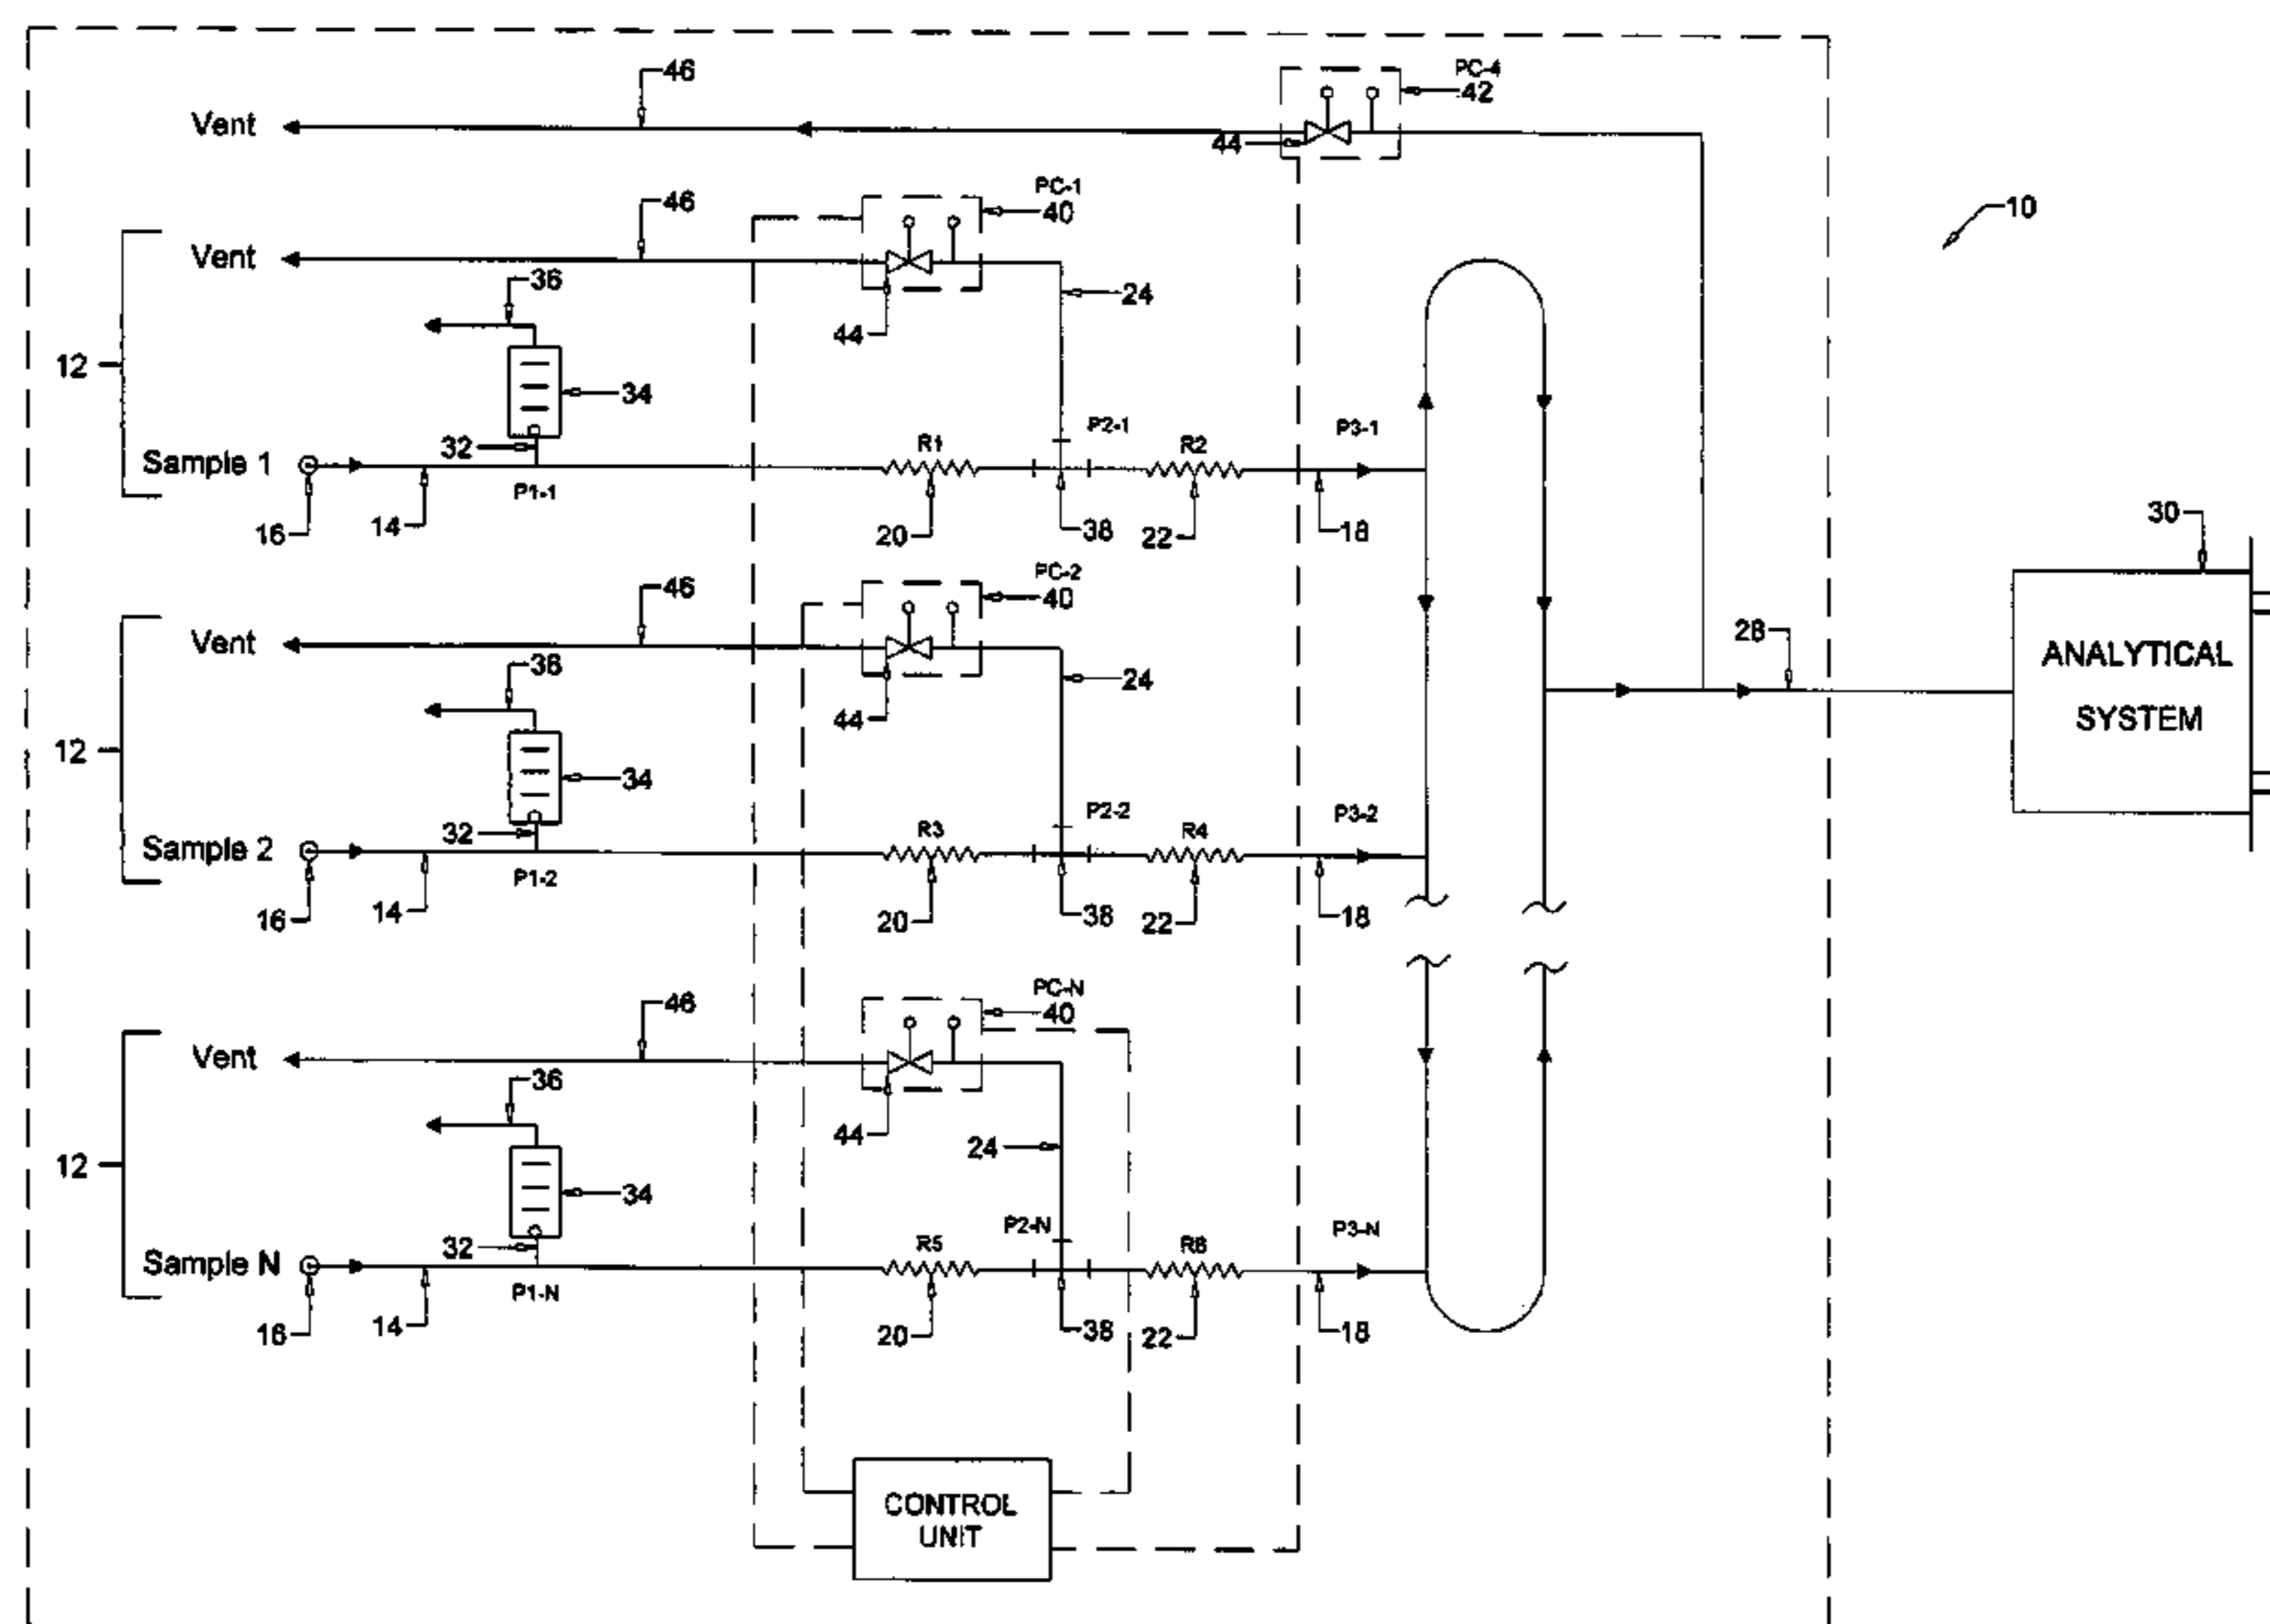 46
PC-4
42
Vent
44
46
PC-1
40
10
Vent
36
24
44
12
34
P2-1
32
R1
R2
P3-1
Sample 1
P1-1
30
16
14
20
38
22
18
46
PC-2
40
28
Vent
36
24
ANALYTICAL
SYSTEM
44
12
34
P2-2
P3-2
32
R3
R4
Sample 2
P1-2
16
14
20
38
22
18
46
PC-N
40
Vent
36
44
24
12
34
P2-N
P3-N
32
R5
R6
Sample N
P1-N
16
14
20
38
22
18
CONTROL
UNIT